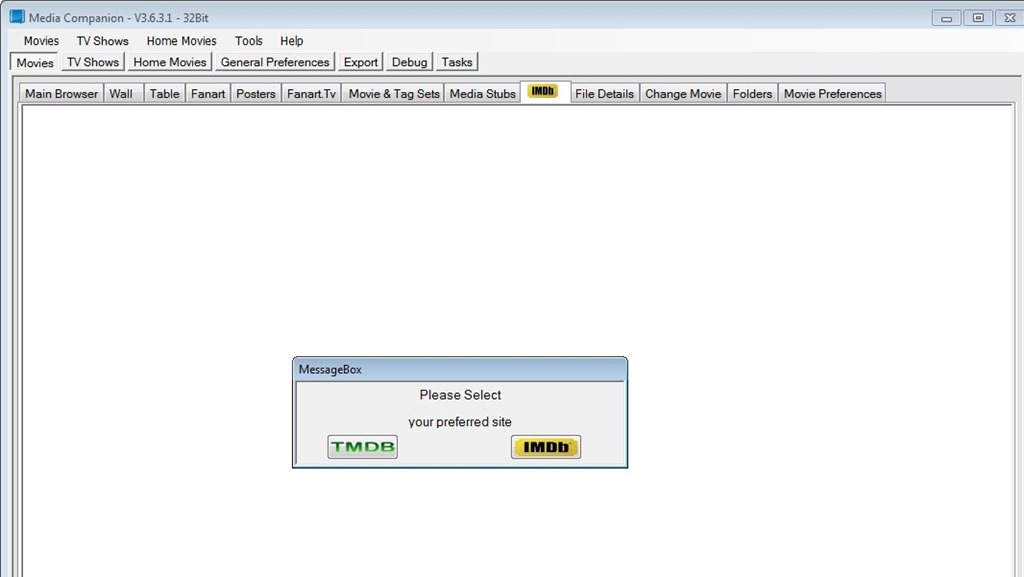 Media Companion - V3.6.3.1 - 32Bit
Movies TV Shows Home Movies Tools Help
Movies TV Shows Home Movies General Preferences Export Debug Tasks
Main Browser Wall Table Fanart Posters Fanart.Tv Movie & Tag Sets Media Stubs IMDb File Details Change Movie Folders Movie Preferences
MessageBox
Please Select
your preferred site
TMDB IMDb